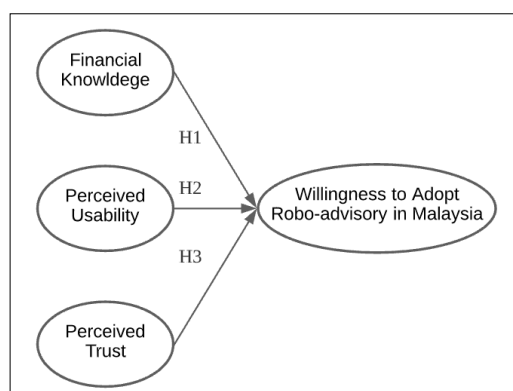 Financial
Knowldege
H1
Perceived
Usability
H2
Willingness to Adopt
Robo-advisory in Malaysia
H3
Perceived
Trust